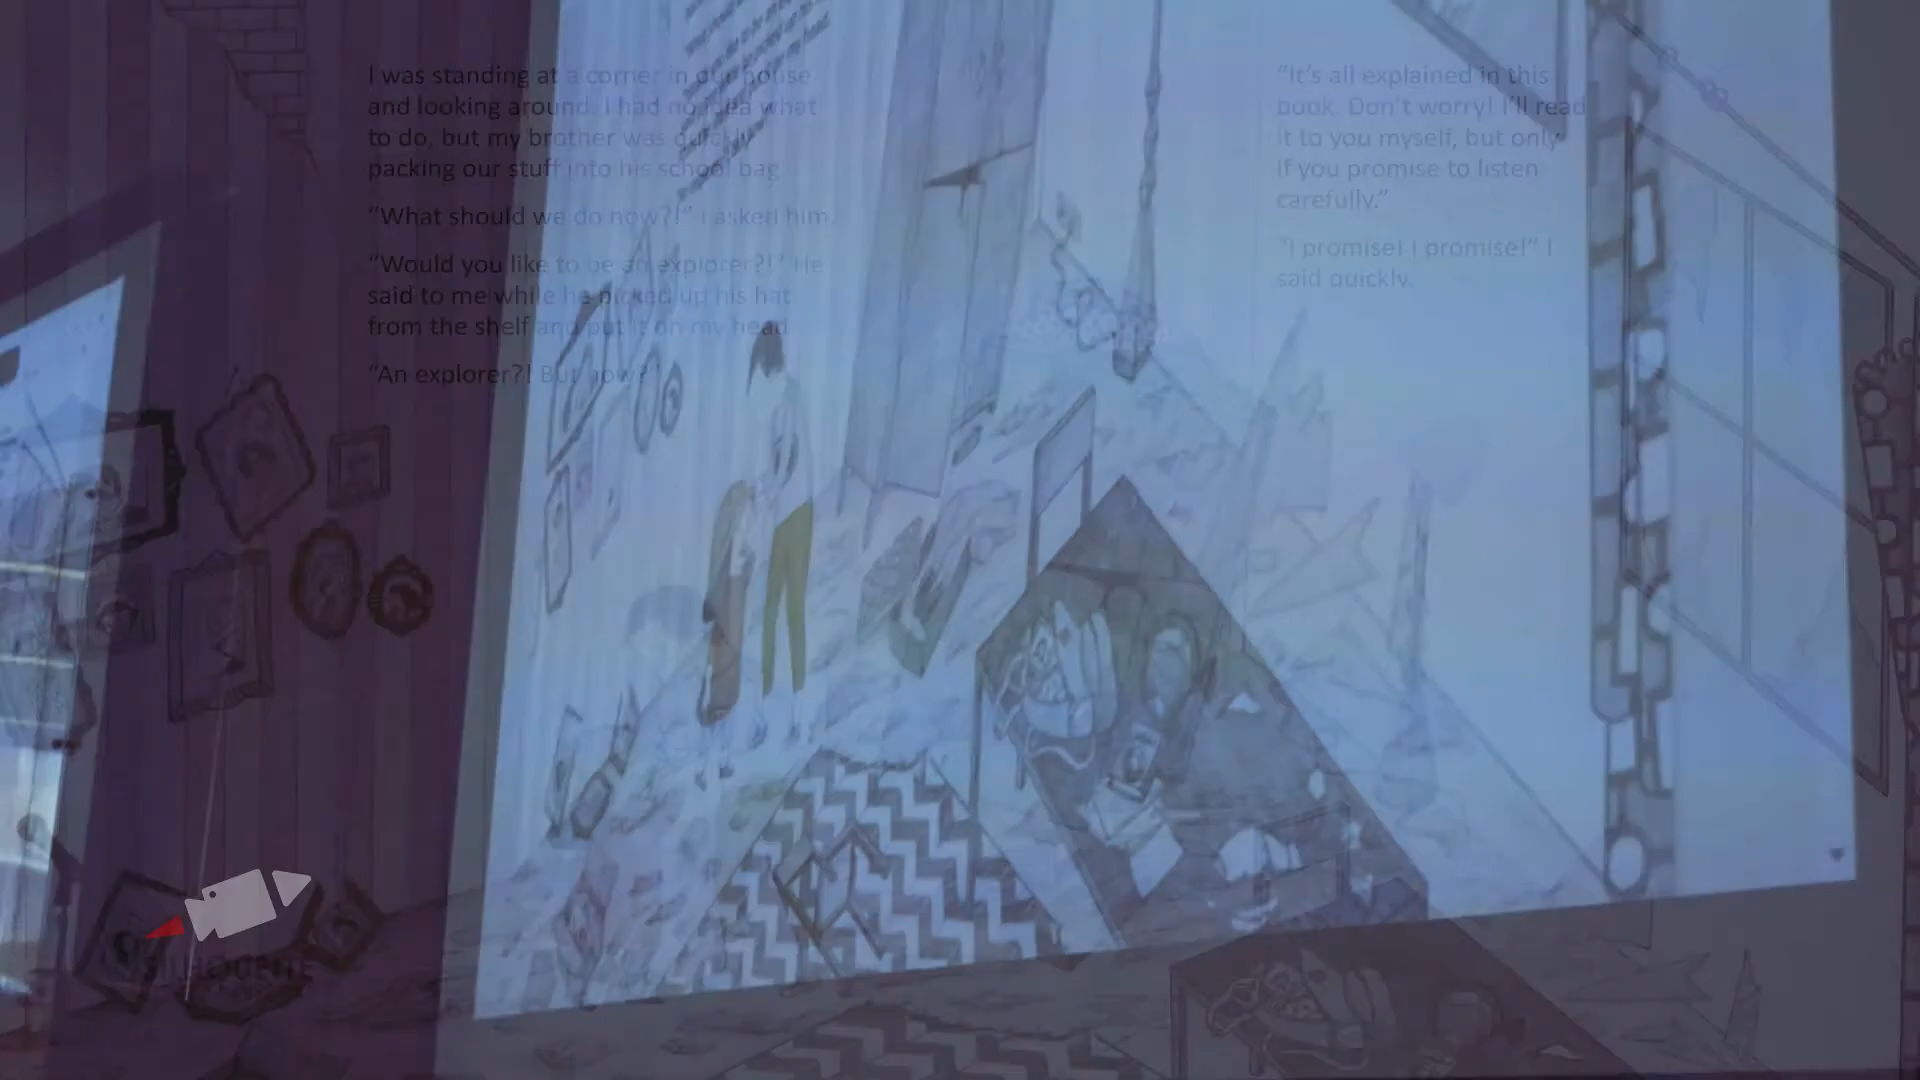 I was standing at a corner in our house
and looking around. I had no idea what
to do, but my brother was quickly
packing our stuff into his school bag
“What should we do now?!” I asked him.
“Would you like to be an explorer?!” He
said to me while he picked up his hat
from the shelf and put it on my head
“An explorer?! But how?”
“It’s all explained in this
book. Don’t worry! I’ll read
it to you myself, but only
if you promise to listen
carefully.”
“I promise! I promise!” I
said quickly.
SILHOUETTE